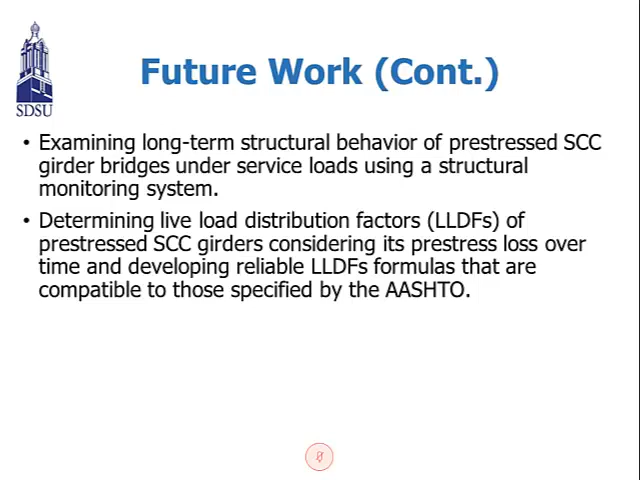 SDSU
Future Work (Cont.)
• Examining long-term structural behavior of prestressed SCC
girder bridges under service loads using a structural
monitoring system.
• Determining live load distribution factors (LLDFs) of
prestressed SCC girders considering its prestress loss over
time and developing reliable LLDFs formulas that are
compatible to those specified by the AASHTO.